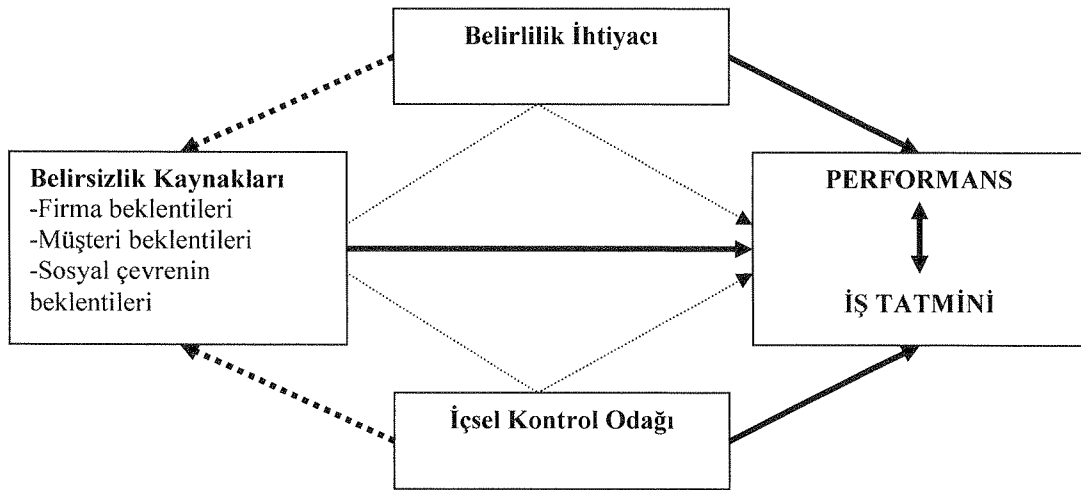 Belirlilik İhtiyacı
Belirsizlik Kaynakları
-Firma beklentileri
-Müşteri beklentileri
-Sosyal çevrenin
beklentileri
PERFORMANS
İŞ TATMİNİ
İçsel Kontrol Odağı